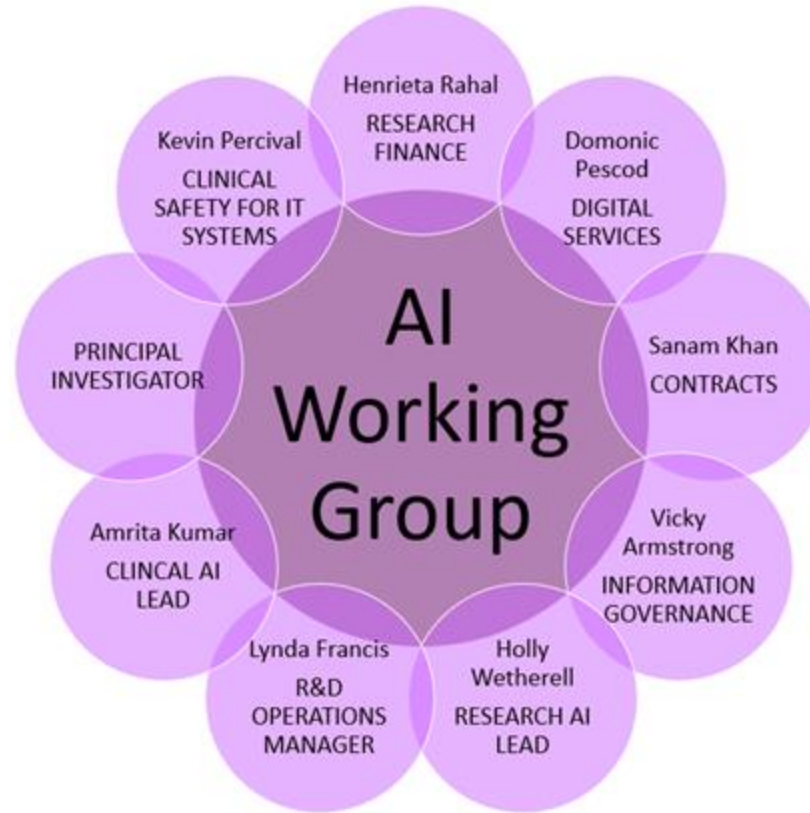 Henrieta Rahal
RESEARCH
FINANCE
Domonic
Pescod
DIGITAL
SERVICES
Sanam Khan
CONTRACTS
Vicky
Armstrong
INFORMATION
GOVERNANCE
Holly
Wetherell
RESEARCH AI
LEAD
Lynda Francis
R&D
OPERATIONS
MANAGER
Amrita Kumar
CLINCAL AI
LEAD
PRINCIPAL
INVESTIGATOR
Kevin Percival
CLINICAL
SAFETY FOR IT
SYSTEMS
AI
Working
Group